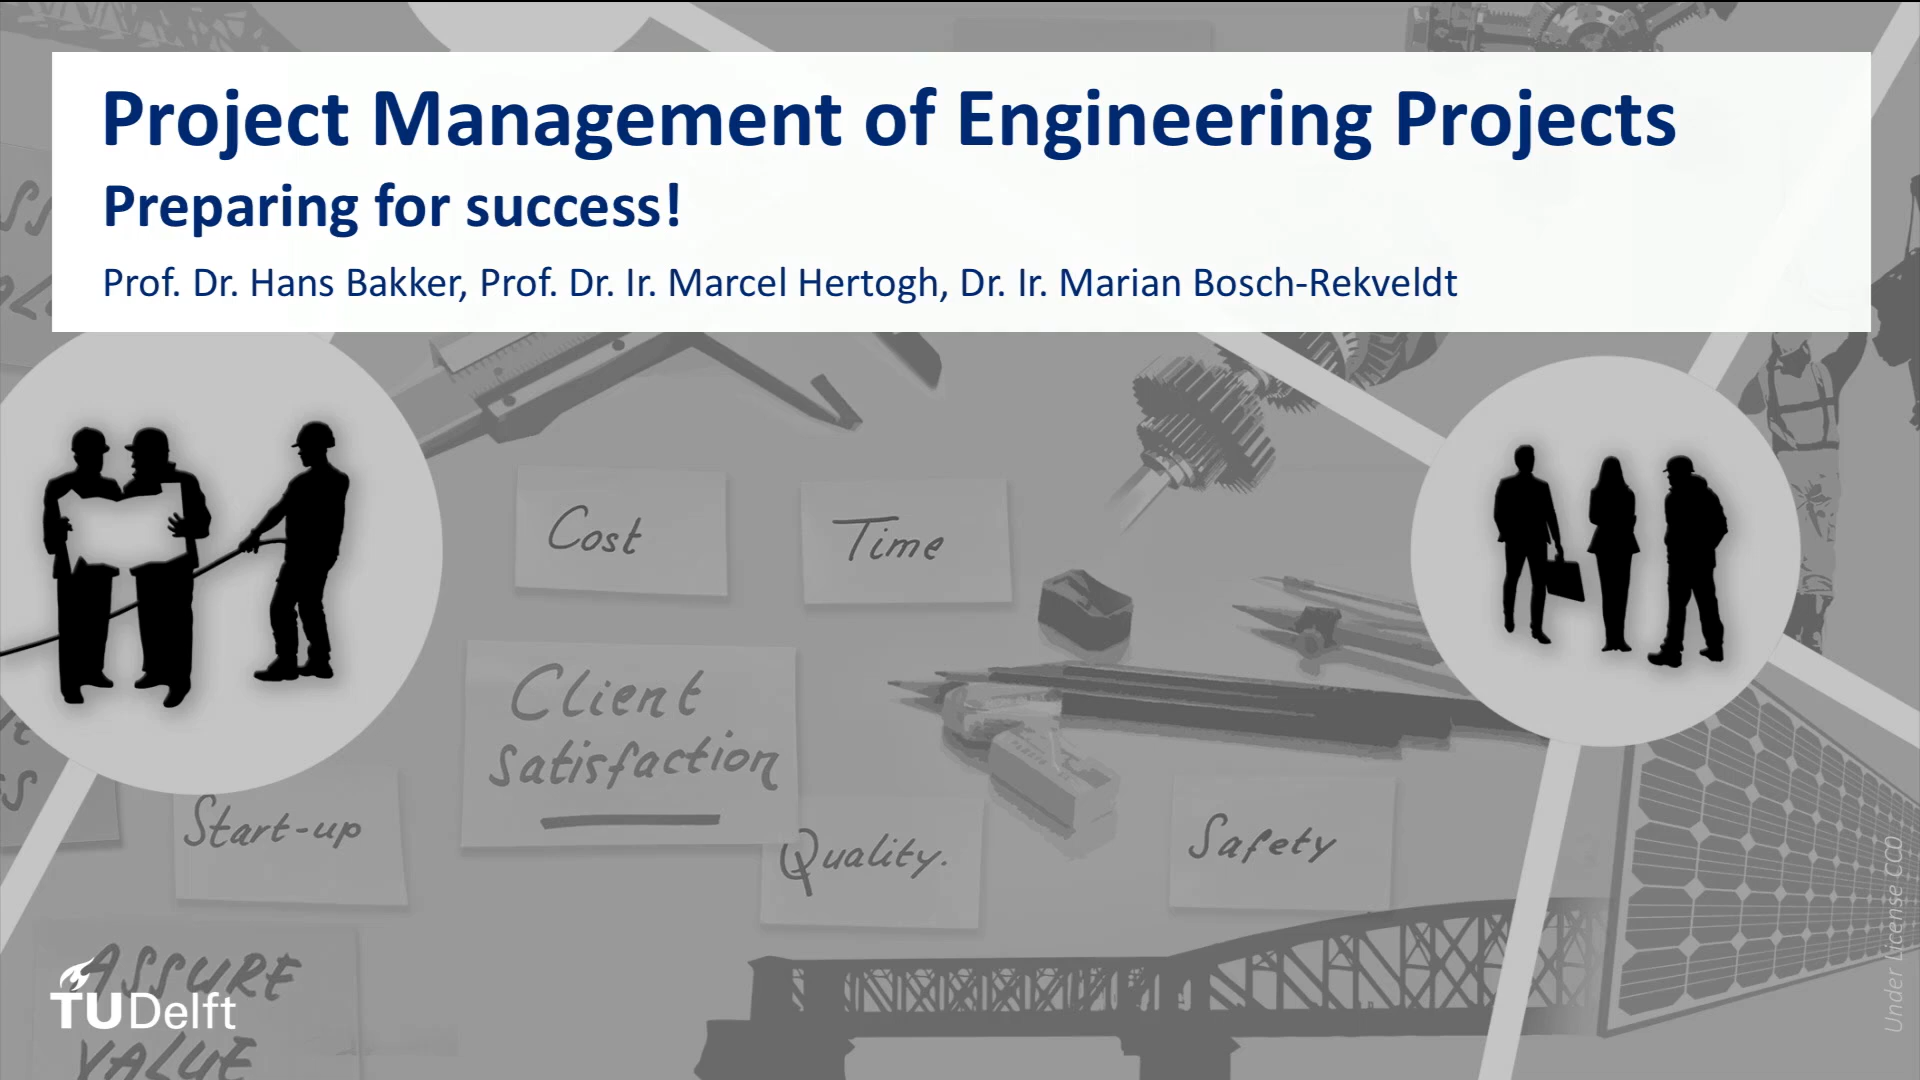 Project Management of Engineering Projects
Preparing for success!
Prof. Dr. Hans Bakker, Prof. Dr. Ir. Marcel Hertogh, Dr. Ir. Marian Bosch-Rekveldt
Cost
Time
Client
satisfaction
Start-up
Quality.
Safety
ASSURE
VALUE
TUDelft
Under License CC0